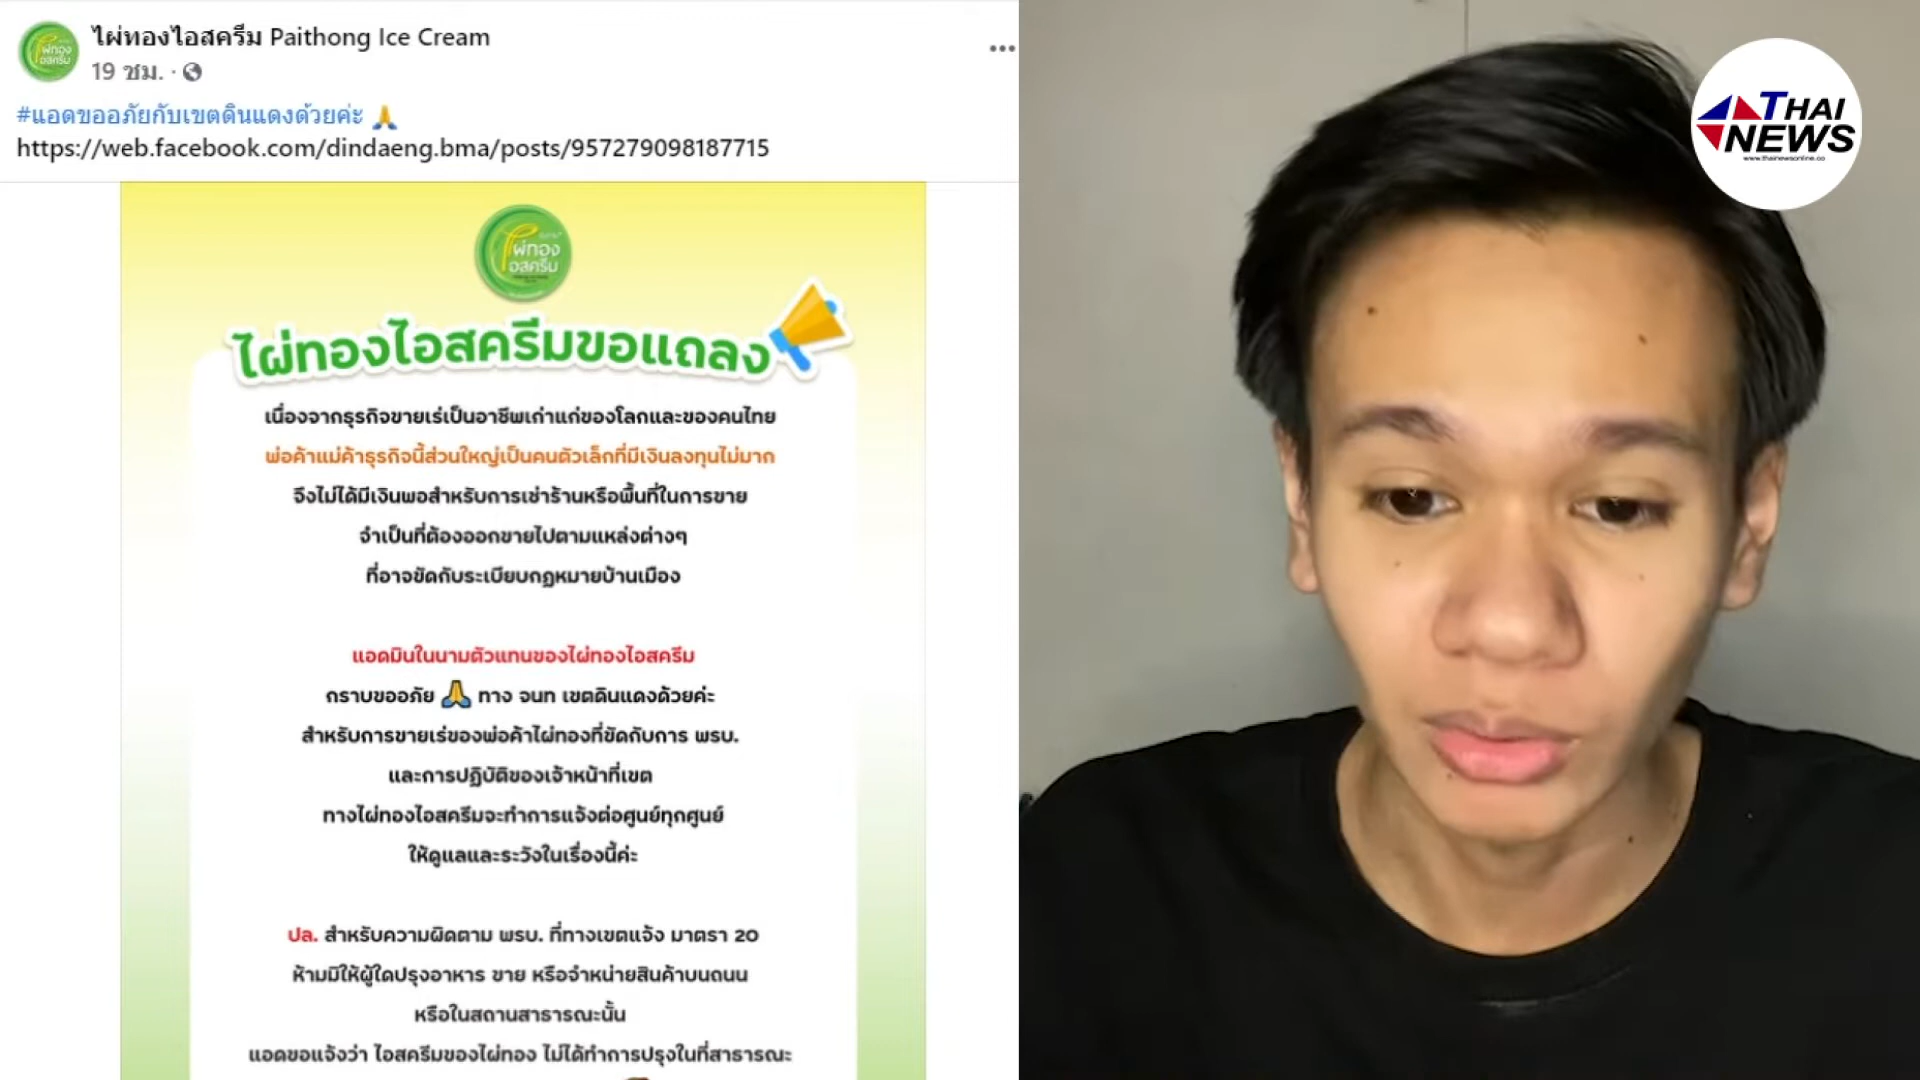 ไผ่ทองไอสครีม Paithong Ice Cream
19 ชม.
#แอดขออภัยกับเขตดินแดงด้วยค่ะ 🙏
https://web.facebook.com/dindaeng.bma/posts/957279098187715
ไผ่ทอง
ไอสครีม
ไผ่ทองไอสครีมขอแถลง
เนื่องจากธุรกิจขายเร่เป็นอาชีพเก่าแก่ของโลกและของคนไทย
พ่อค้าแม่ค้าธุรกิจนี้ส่วนใหญ่เป็นคนตัวเล็กที่มีเงินลงทุนไม่มาก
จึงไม่ได้มีเงินพอสำหรับการเช่าร้านหรือพื้นที่ในการขาย
จำเป็นที่ต้องออกขายไปตามแหล่งต่างๆ
ที่อาจขัดกับระเบียบกฎหมายบ้านเมือง
แอดมินในนามตัวแทนของไผ่ทองไอสครีม
กราบขออภัย 🙏 ทาง จนท เขตดินแดงด้วยค่ะ
สำหรับการขายเร่ของพ่อค้าไผ่ทองที่ขัดกับการ พรบ.
และการปฏิบัติของเจ้าหน้าที่เขต
ทางไผ่ทองไอสครีมจะทำการแจ้งต่อศูนย์ทุกศูนย์
ให้ดูแลและระวังในเรื่องนี้ค่ะ
ปล. สำหรับความผิดตาม พรบ. ที่ทางเขตแจ้ง มาตรา 20
ห้ามมิให้ผู้ใดปรุงอาหาร ขาย หรือจำหน่ายสินค้าบนถนน
หรือในสถานสาธารณะนั้น
แอดขอแจ้งว่า ไอสครีมของไผ่ทอง ไม่ได้ทำการปรุงในที่สาธารณะ
THAI
NEWS
www.thainewsonline.co